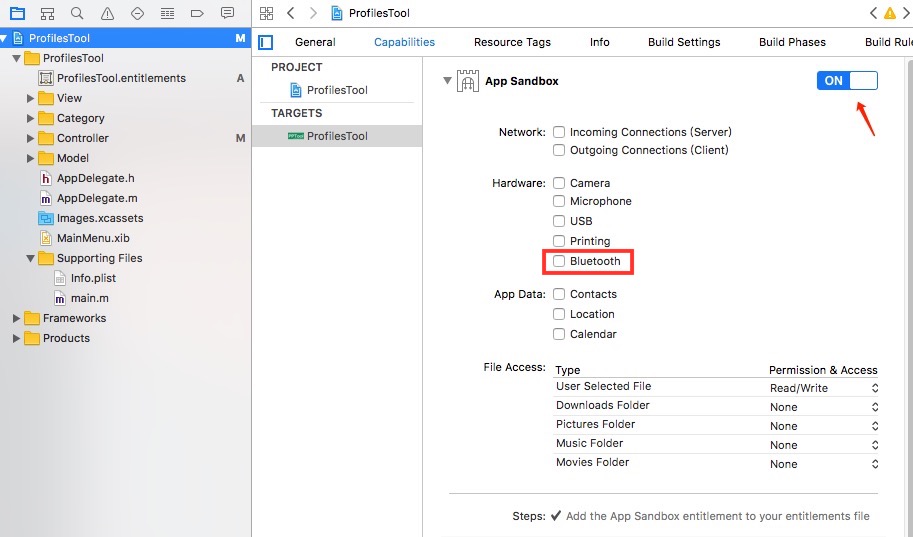 ProfilesTool
ProfilesTool M
ProfilesTool
ProfilesTool.entitlements A
View
Category
Controller M
Model
h AppDelegate.h
m AppDelegate.m
Images.xcassets
MainMenu.xib
Supporting Files
Info.plist
m main.m
Frameworks
Products
General Capabilities Resource Tags Info Build Settings Build Phases Build Rule
PROJECT
ProfilesTool
TARGETS
ProfilesTool
App Sandbox ON
Network: Incoming Connections (Server)
Outgoing Connections (Client)
Hardware: Camera
Microphone
USB
Printing
Bluetooth
App Data: Contacts
Location
Calendar
File Access: Type Permission & Access
User Selected File Read/Write
Downloads Folder None
Pictures Folder None
Music Folder None
Movies Folder None
Steps: ✔ Add the App Sandbox entitlement to your entitlements file